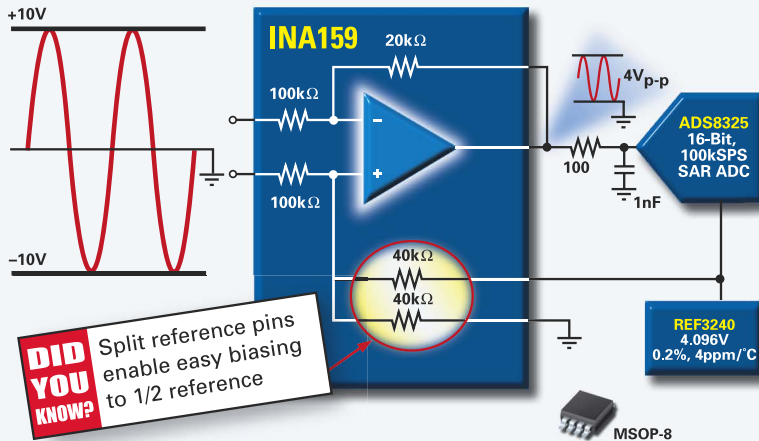 +10V
–10V
INA159
20kΩ
100kΩ
–
+
100kΩ
40kΩ
40kΩ
4Vp-p
100
1nF
ADS8325
16-Bit,
100kSPS
SAR ADC
REF3240
4.096V
0.2%, 4ppm/°C
DID
YOU
KNOW?
Split reference pins
enable easy biasing
to 1/2 reference
MSOP-8